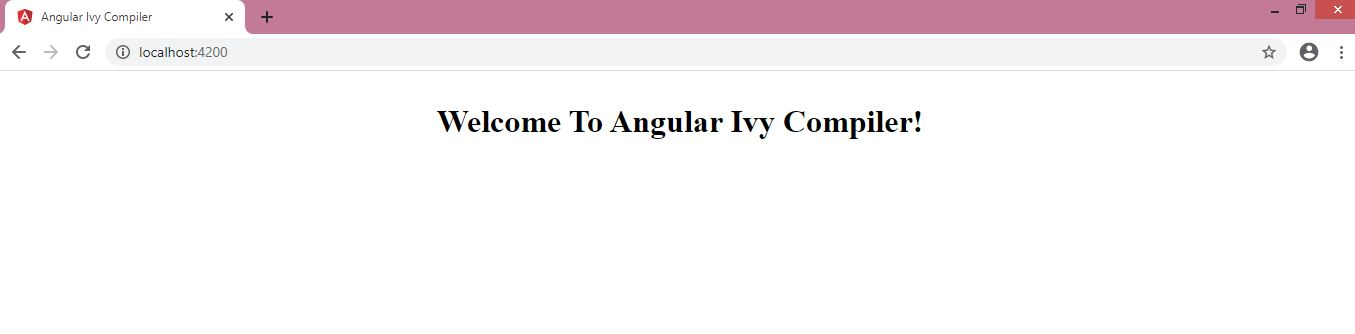 Angular Ivy Compiler
localhost:4200
Welcome To Angular Ivy Compiler!